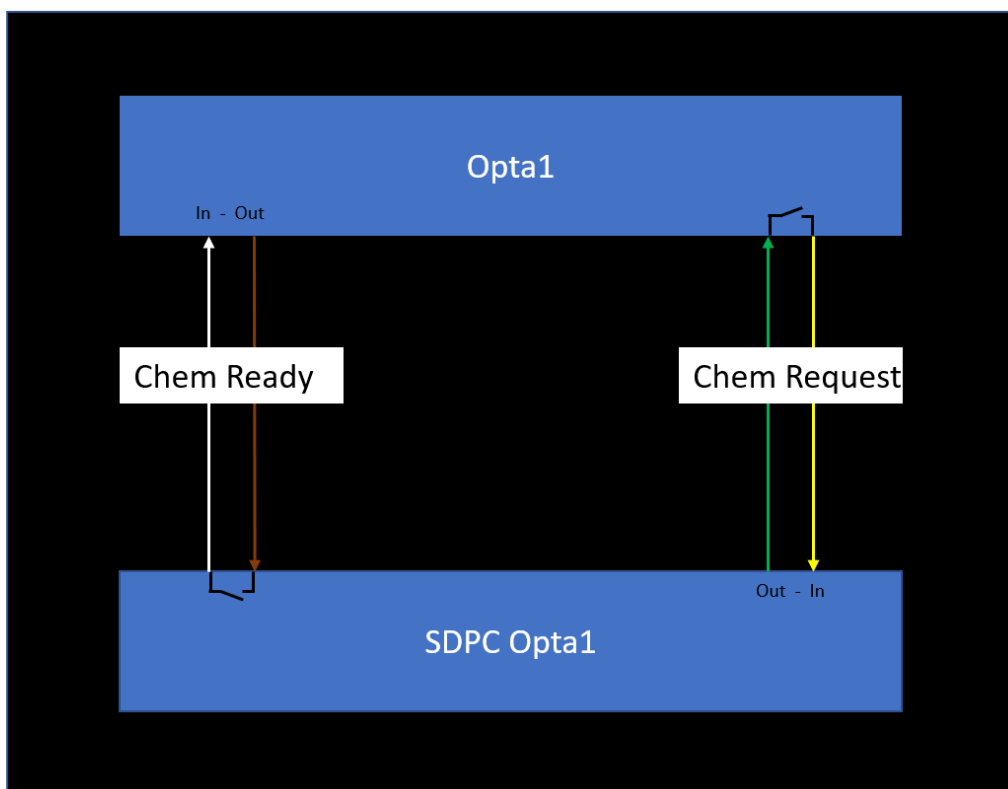 Opta1
In - Out
Chem Ready
Chem Request
Out - In
SDPC Opta1